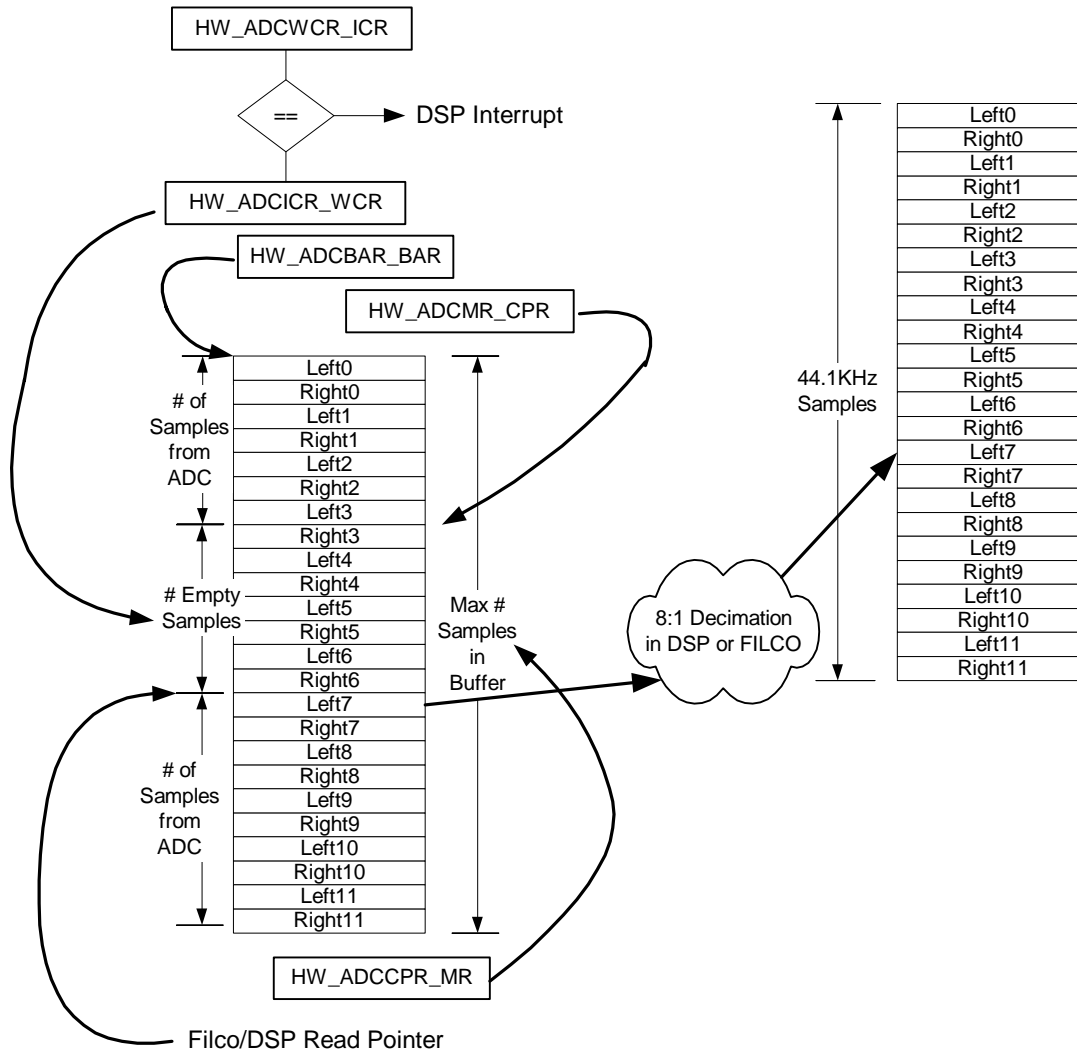 HW_ADCWCR_ICR
==
DSP Interrupt
HW_ADCICR_WCR
HW_ADCBAR_BAR
HW_ADCMR_CPR
# of
Samples
from
ADC
# Empty
Samples
# of
Samples
from
ADC
Left0
Right0
Left1
Right1
Left2
Right2
Left3
Right3
Left4
Right4
Left5
Right5
Left6
Right6
Left7
Right7
Left8
Right8
Left9
Right9
Left10
Right10
Left11
Right11
Max #
Samples
in
Buffer
HW_ADCCPR_MR
Filco/DSP Read Pointer
8:1 Decimation
in DSP or FILCO
44.1KHz
Samples
Left0
Right0
Left1
Right1
Left2
Right2
Left3
Right3
Left4
Right4
Left5
Right5
Left6
Right6
Left7
Right7
Left8
Right8
Left9
Right9
Left10
Right10
Left11
Right11